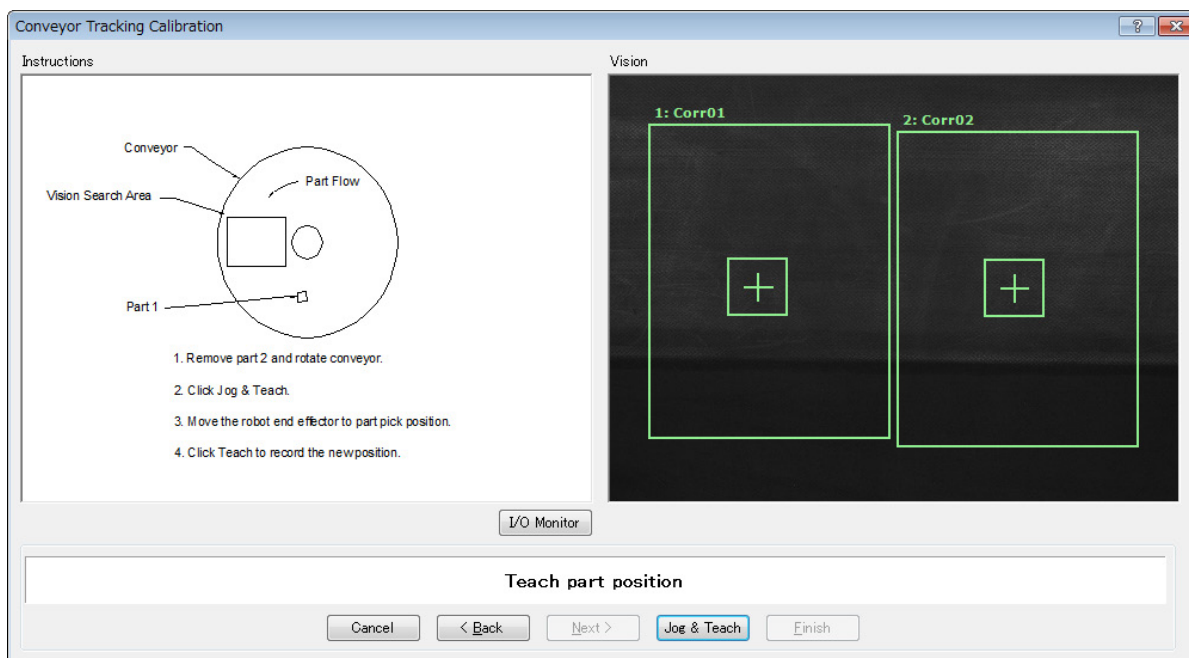 Conveyor Tracking Calibration
Instructions
Vision
Conveyor
Part Flow
Vision Search Area
Part 1
1. Remove part 2 and rotate conveyor.
2. Click Jog & Teach.
3. Move the robot end effector to part pick position.
4. Click Teach to record the newposition.
1: Corr01
2: Corr02
I/O Monitor
Teach part position
Cancel
< Back
Next >
Jog & Teach
Finish